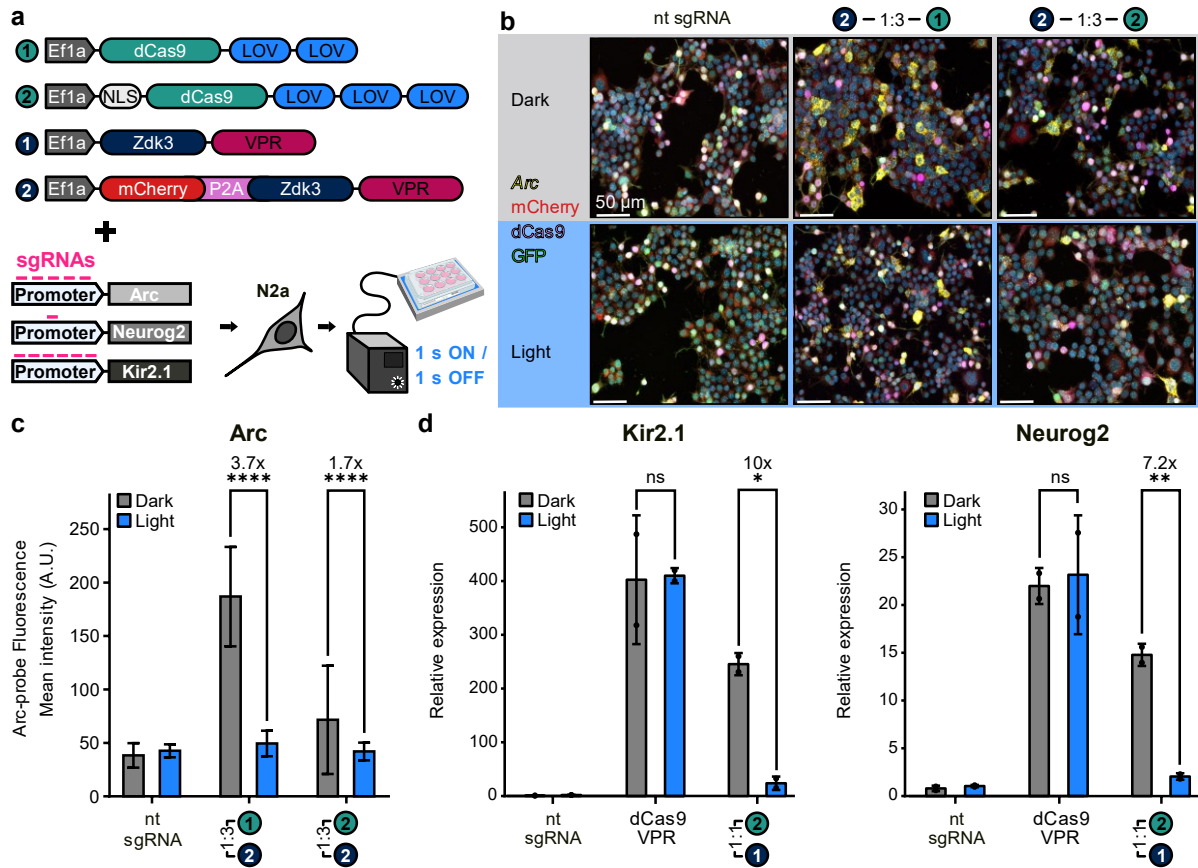 a
1 Ef1a dCas9 LOV LOV
2 Ef1a NLS dCas9 LOV LOV LOV
1 Ef1a Zdk3 VPR
2 Ef1a mCherry P2A Zdk3 VPR
+
sgRNAs
Promoter Arc
Promoter Neurog2
Promoter Kir2.1
N2a
1 s ON /
1 s OFF
b
nt sgRNA
2 1:3 1
2 1:3 2
Dark
Arc
mCherry
dCas9
GFP
Light
50 µm
c
Arc
3.7x
****
1.7x
****
Dark
Light
Arc-probe Fluorescence
Mean intensity (A.U.)
250
200
150
100
50
0
nt
sgRNA
1:3 1
2
1:3 2
2
d
Kir2.1
ns
10x
*
Dark
Light
Relative expression
500
400
300
200
100
0
nt
sgRNA
dCas9
VPR
1:1 2
1
Neurog2
ns
7.2x
**
Dark
Light
Relative expression
30
25
20
15
10
5
0
nt
sgRNA
dCas9
VPR
1:1 2
1